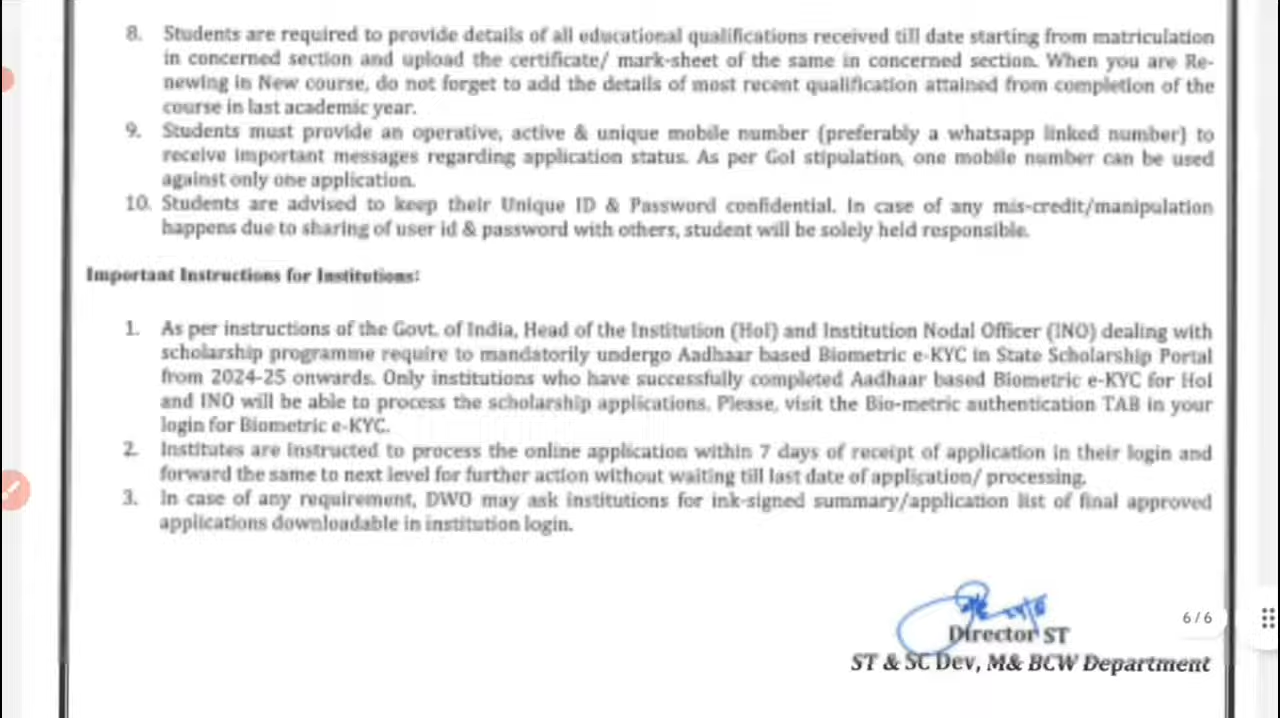 8. Students are required to provide details of all educational qualifications received till date starting from matriculation
in concerned section and upload the certificate/ mark-sheet of the same in concerned section. When you are Re-
newing in New course, do not forget to add the details of most recent qualification attained from completion of the
course in last academic year.
9. Students must provide an operative, active & unique mobile number (preferably a whatsapp linked number) to
receive important messages regarding application status. As per GoI stipulation, one mobile number can be used
against only one application.
10. Students are advised to keep their Unique ID & Password confidential. In case of any mis-credit/manipulation
happens due to sharing of user id & password with others, student will be solely held responsible.
Important Instructions for Institutions:
1. As per instructions of the Govt. of India, Head of the Institution (HoI) and Institution Nodal Officer (INO) dealing with
scholarship programme require to mandatorily undergo Aadhaar based Biometric e-KYC in State Scholarship Portal
from 2024-25 onwards. Only institutions who have successfully completed Aadhaar based Biometric e-KYC for HoI
and INO will be able to process the scholarship applications. Please, visit the Bio-metric authentication TAB in your
login for Biometric e-KYC.
2. Institutes are instructed to process the online application within 7 days of receipt of application in their login and
forward the same to next level for further action without waiting till last date of application/ processing.
3. In case of any requirement, DWO may ask institutions for ink-signed summary/application list of final approved
applications downloadable in institution login.
6/6
Director ST
ST & SC Dev, M& BCW Department